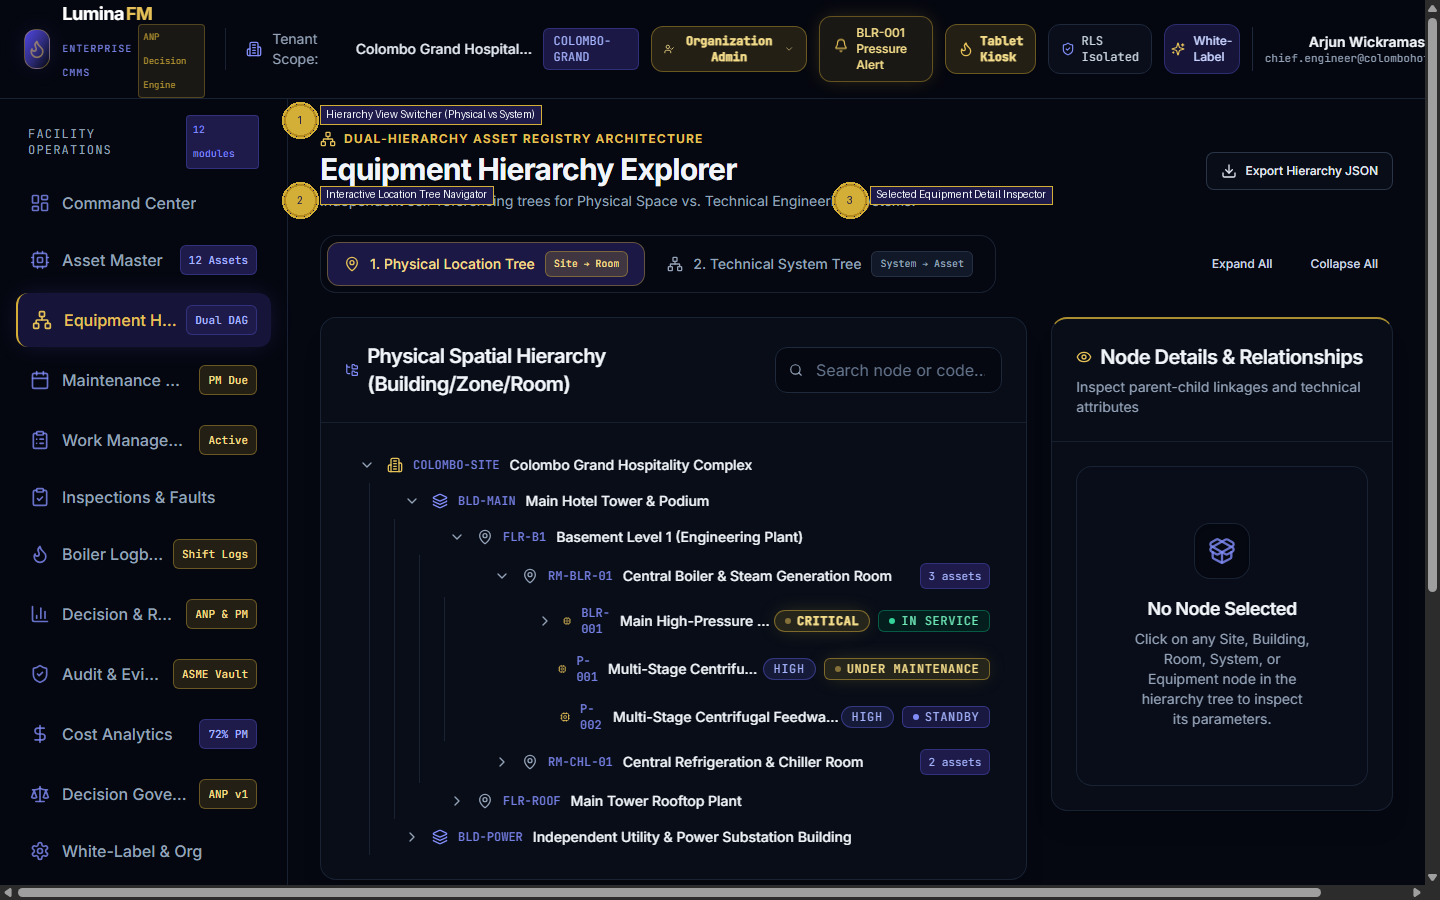 LuminaFM
ENTERPRISE CMMS
ANP Decision Engine
Tenant Scope:
Colombo Grand Hospital...
COLOMBO-GRAND
Organization Admin
BLR-001 Pressure Alert
Tablet Kiosk
RLS Isolated
White-Label
Arjun Wickramas
chief.engineer@colomboho
FACILITY OPERATIONS
12 modules
Command Center
Asset Master
12 Assets
Equipment H...
Dual DAG
Maintenance ...
PM Due
Work Manage...
Active
Inspections & Faults
Boiler Logb...
Shift Logs
Decision & R...
ANP & PM
Audit & Evi...
ASME Vault
Cost Analytics
72% PM
Decision Gove...
ANP v1
White-Label & Org
1
Hierarchy View Switcher (Physical vs System)
DUAL-HIERARCHY ASSET REGISTRY ARCHITECTURE
Equipment Hierarchy Explorer
Export Hierarchy JSON
2
Interactive Location Tree Navigator
trees for Physical Space vs. Technical
3
Selected Equipment Detail Inspector
1. Physical Location Tree
Site → Room
2. Technical System Tree
System → Asset
Expand All
Collapse All
Physical Spatial Hierarchy
(Building/Zone/Room)
Search node or code...
COLOMBO-SITE Colombo Grand Hospitality Complex
BLD-MAIN Main Hotel Tower & Podium
FLR-B1 Basement Level 1 (Engineering Plant)
RM-BLR-01 Central Boiler & Steam Generation Room 3 assets
BLR-001 Main High-Pressure ... CRITICAL IN SERVICE
P-001 Multi-Stage Centrifu... HIGH UNDER MAINTENANCE
P-002 Multi-Stage Centrifugal Feedwa... HIGH STANDBY
RM-CHL-01 Central Refrigeration & Chiller Room 2 assets
FLR-ROOF Main Tower Rooftop Plant
BLD-POWER Independent Utility & Power Substation Building
Node Details & Relationships
Inspect parent-child linkages and technical
attributes
No Node Selected
Click on any Site, Building,
Room, System, or
Equipment node in the
hierarchy tree to inspect
its parameters.